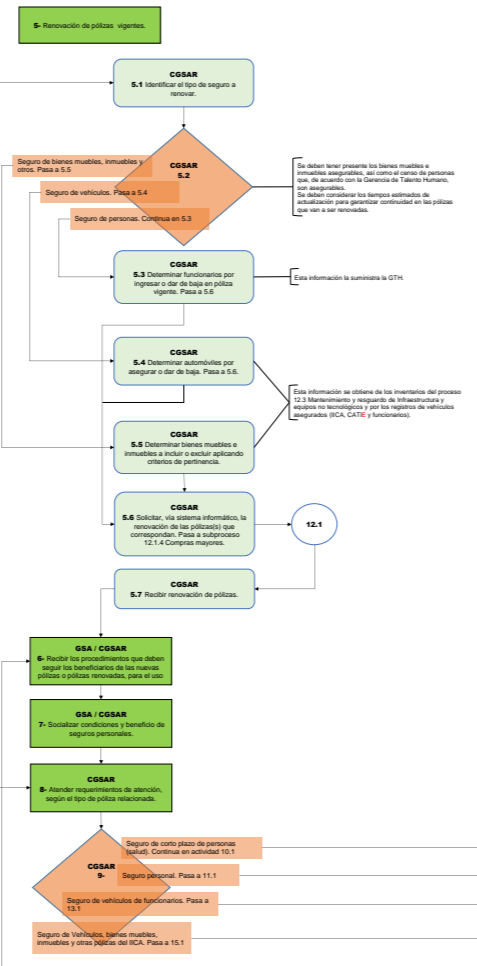 5- Renovación de pólizas vigentes.
CGSAR
5.1 Identificar el tipo de seguro a
renovar.
CGSAR
5.2
Seguro de bienes muebles, inmuebles y
otros. Pasa a 5.5
Seguro de vehículos. Pasa a 5.4
Seguro de personas. Continua en 5.3
Se deben tener presente los bienes muebles e
inmuebles asegurables, así como el censo de personas
que, de acuerdo con la Gerencia de Talento Humano,
son asegurables.
Se deben considerar los tiempos estimados de
actualización para garantizar continuidad en las pólizas
que van a ser renovadas.
CGSAR
5.3 Determinar funcionarios por
ingresar o dar de baja en póliza
vigente. Pasa a 5.6
Esta información la suministra la GTH.
CGSAR
5.4 Determinar automóviles por
asegurar o dar de baja. Pasa a 5.6.
Esta información se obtiene de los inventarios del proceso
12.3 Mantenimiento y resguardo de Infraestructura y
equipos no tecnológicos y por los registros de vehículos
asegurados (IICA, CATIE y funcionarios).
CGSAR
5.5 Determinar bienes muebles e
inmuebles a incluir o excluir aplicando
criterios de pertinencia.
CGSAR
5.6 Solicitar, vía sistema informático, la
renovación de las pólizas(s) que
correspondan. Pasa a subproceso
12.1.4 Compras mayores.
12.1
CGSAR
5.7 Recibir renovación de pólizas.
GSA / CGSAR
6- Recibir los procedimientos que deben
seguir los beneficiarios de las nuevas
pólizas o pólizas renovadas, para el uso
GSA / CGSAR
7- Socializar condiciones y beneficio de
seguros personales.
CGSAR
8- Atender requerimientos de atención,
según el tipo de póliza relacionada.
CGSAR
9-
Seguro de corto plazo de personas
(salud). Continua en actividad 10.1
Seguro personal. Pasa a 11.1
Seguro de vehículos de funcionarios. Pasa a
13.1
Seguro de Vehículos, bienes muebles,
inmuebles y otras pólizas del IICA. Pasa a 15.1